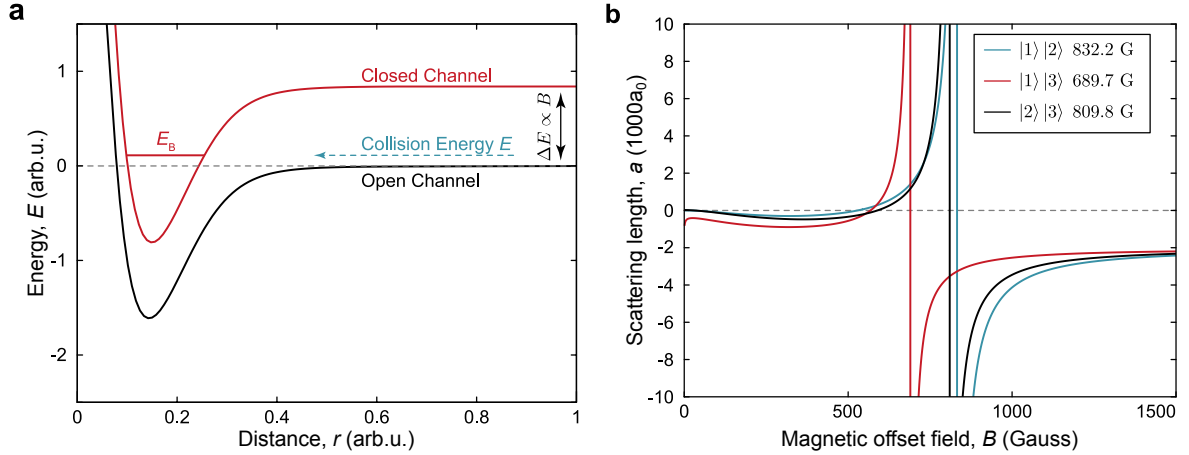 a
Energy, E (arb.u.)
1
0
-1
-2
0
0.2
0.4
0.6
0.8
1
Distance, r (arb.u.)
Closed Channel
E_B
Collision Energy E
Open Channel
ΔE ∝ B
b
Scattering length, a (1000a₀)
10
8
6
4
2
0
-2
-4
-6
-8
-10
0
500
1000
1500
Magnetic offset field, B (Gauss)
|1⟩ |2⟩ 832.2 G
|1⟩ |3⟩ 689.7 G
|2⟩ |3⟩ 809.8 G